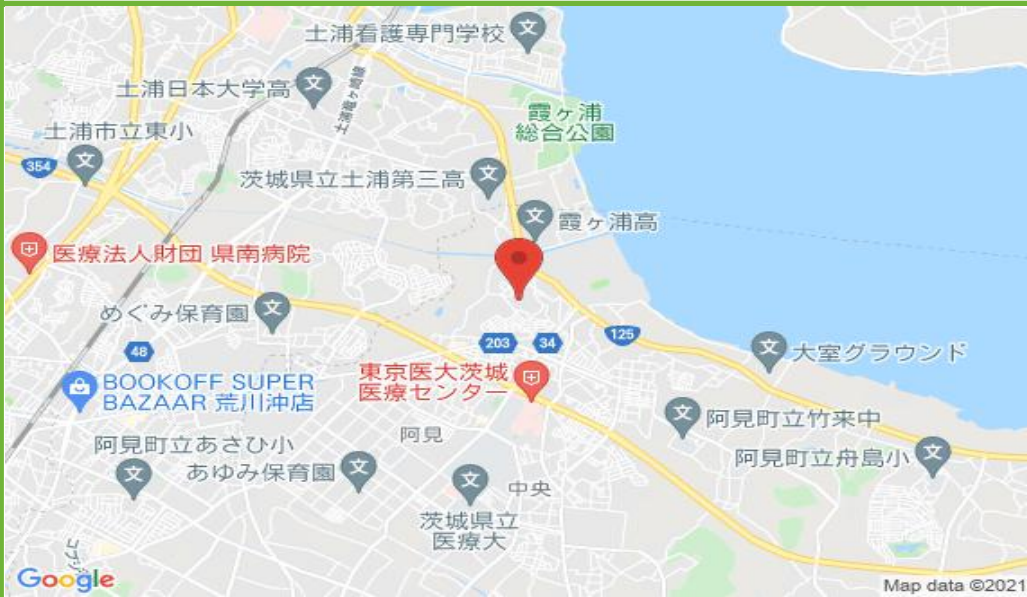 土浦看護専門学校
土浦日本大学高
土浦竜ヶ崎線
霞ヶ浦
総合公園
土浦市立東小
354
茨城県立土浦第三高
霞ヶ浦高
医療法人財団 県南病院
めぐみ保育園
203
34
125
48
大室グラウンド
東京医大茨城
医療センター
BOOKOFF SUPER
BAZAAR 荒川沖店
阿見町立竹来中
阿見
阿見町立あさひ小
阿見町立舟島小
あゆみ保育園
中央
茨城県立
医療大
Google
Map data ©2021